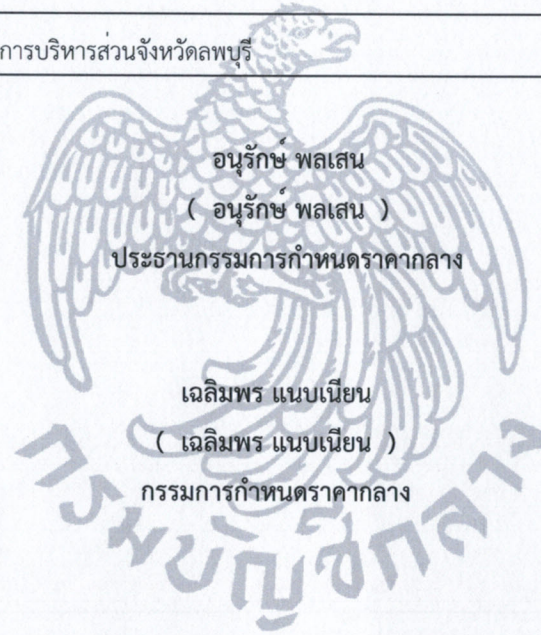 การบริหารส่วนจังหวัดลพบุรี
อนุรักษ์ พลเสน
( อนุรักษ์ พลเสน )
ประธานกรรมการกำหนดราคากลาง
เฉลิมพร แนบเนียน
( เฉลิมพร แนบเนียน )
กรรมการกำหนดราคากลาง
กรมบัญชีกลาง